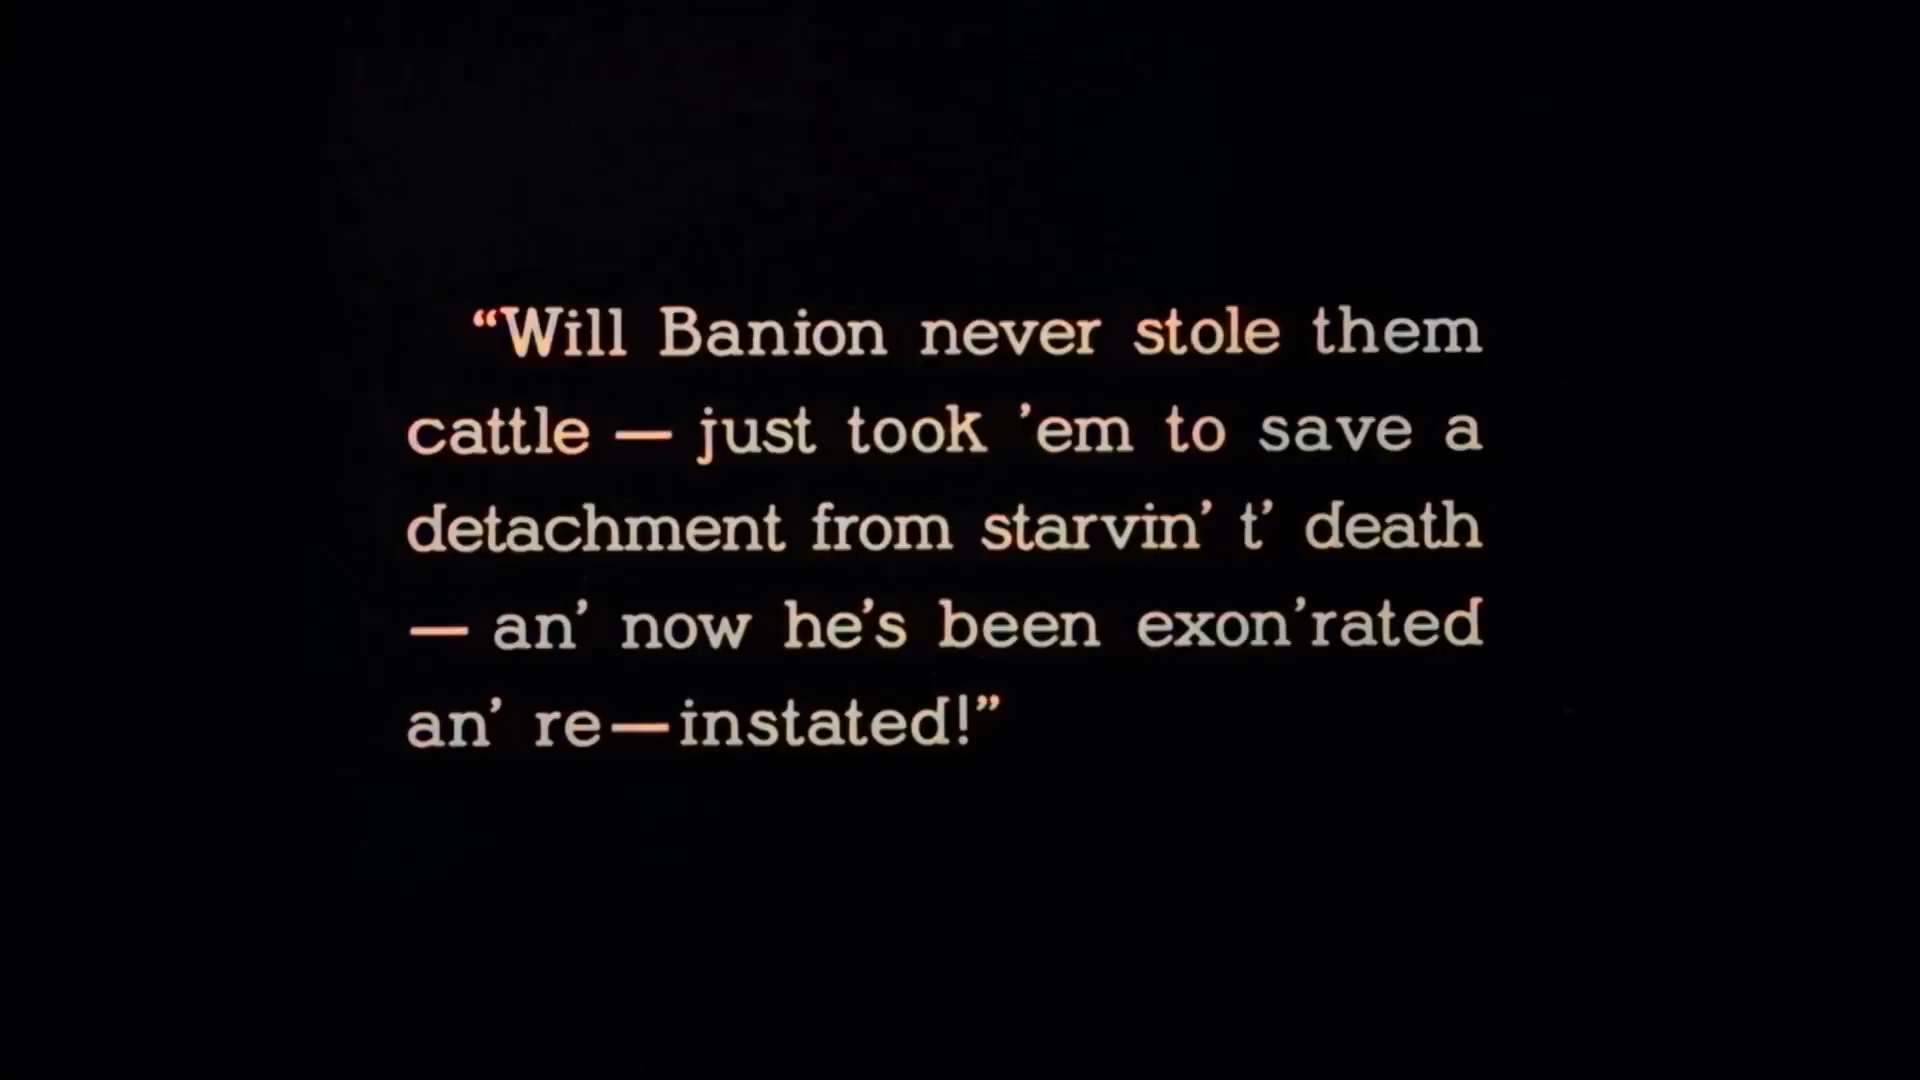 “Will Banion never stole them
cattle — just took ’em to save a
detachment from starvin’ t’ death
— an’ now he’s been exon’rated
an’ re—instated!”